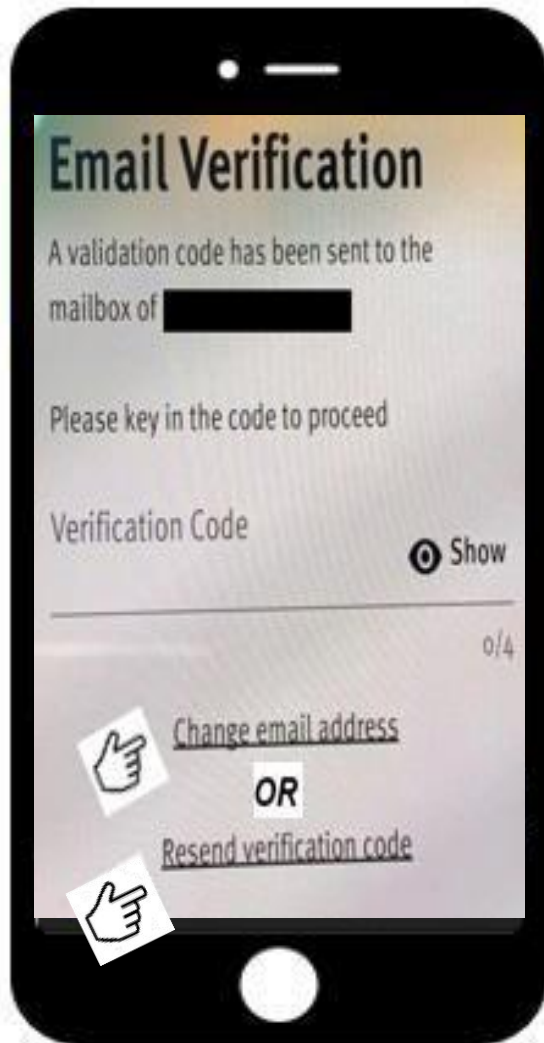 Email Verification
A validation code has been sent to the
mailbox of
Please key in the code to proceed
Verification Code
Show
0/4
Change email address
OR
Resend verification code